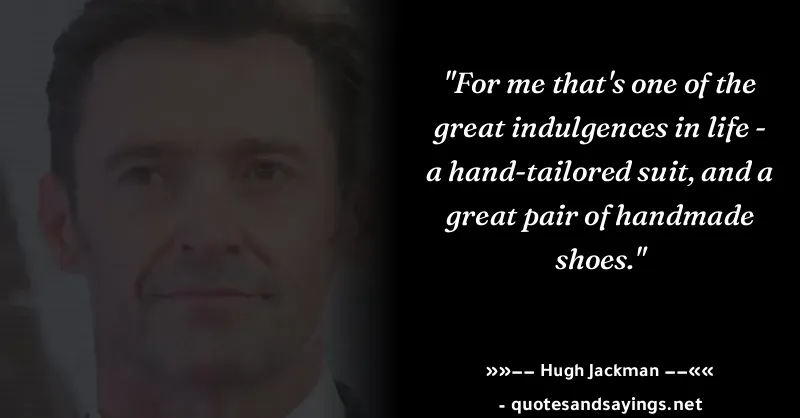 "For me that's one of the
great indulgences in life -
a hand-tailored suit, and a
great pair of handmade
shoes."
»»−− Hugh Jackman −−««
- quotesandsayings.net